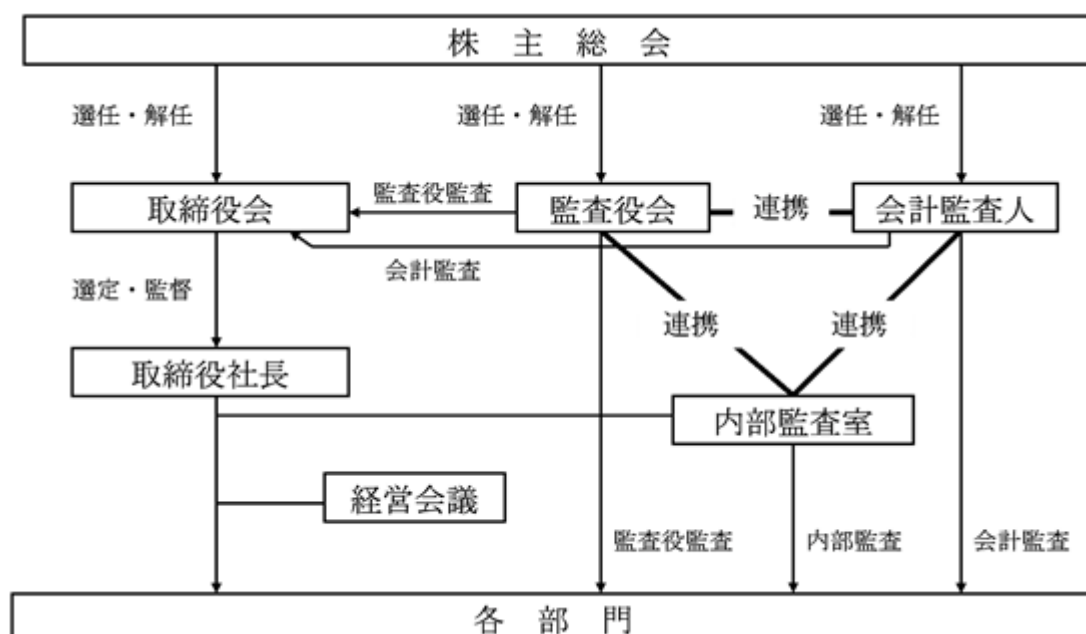 株 主 総 会
選任・解任
選任・解任
選任・解任
取締役会
監査役監査
監査役会
連携
会計監査人
会計監査
選定・監督
連携
連携
取締役社長
内部監査室
経営会議
監査役監査
内部監査
会計監査
各 部 門